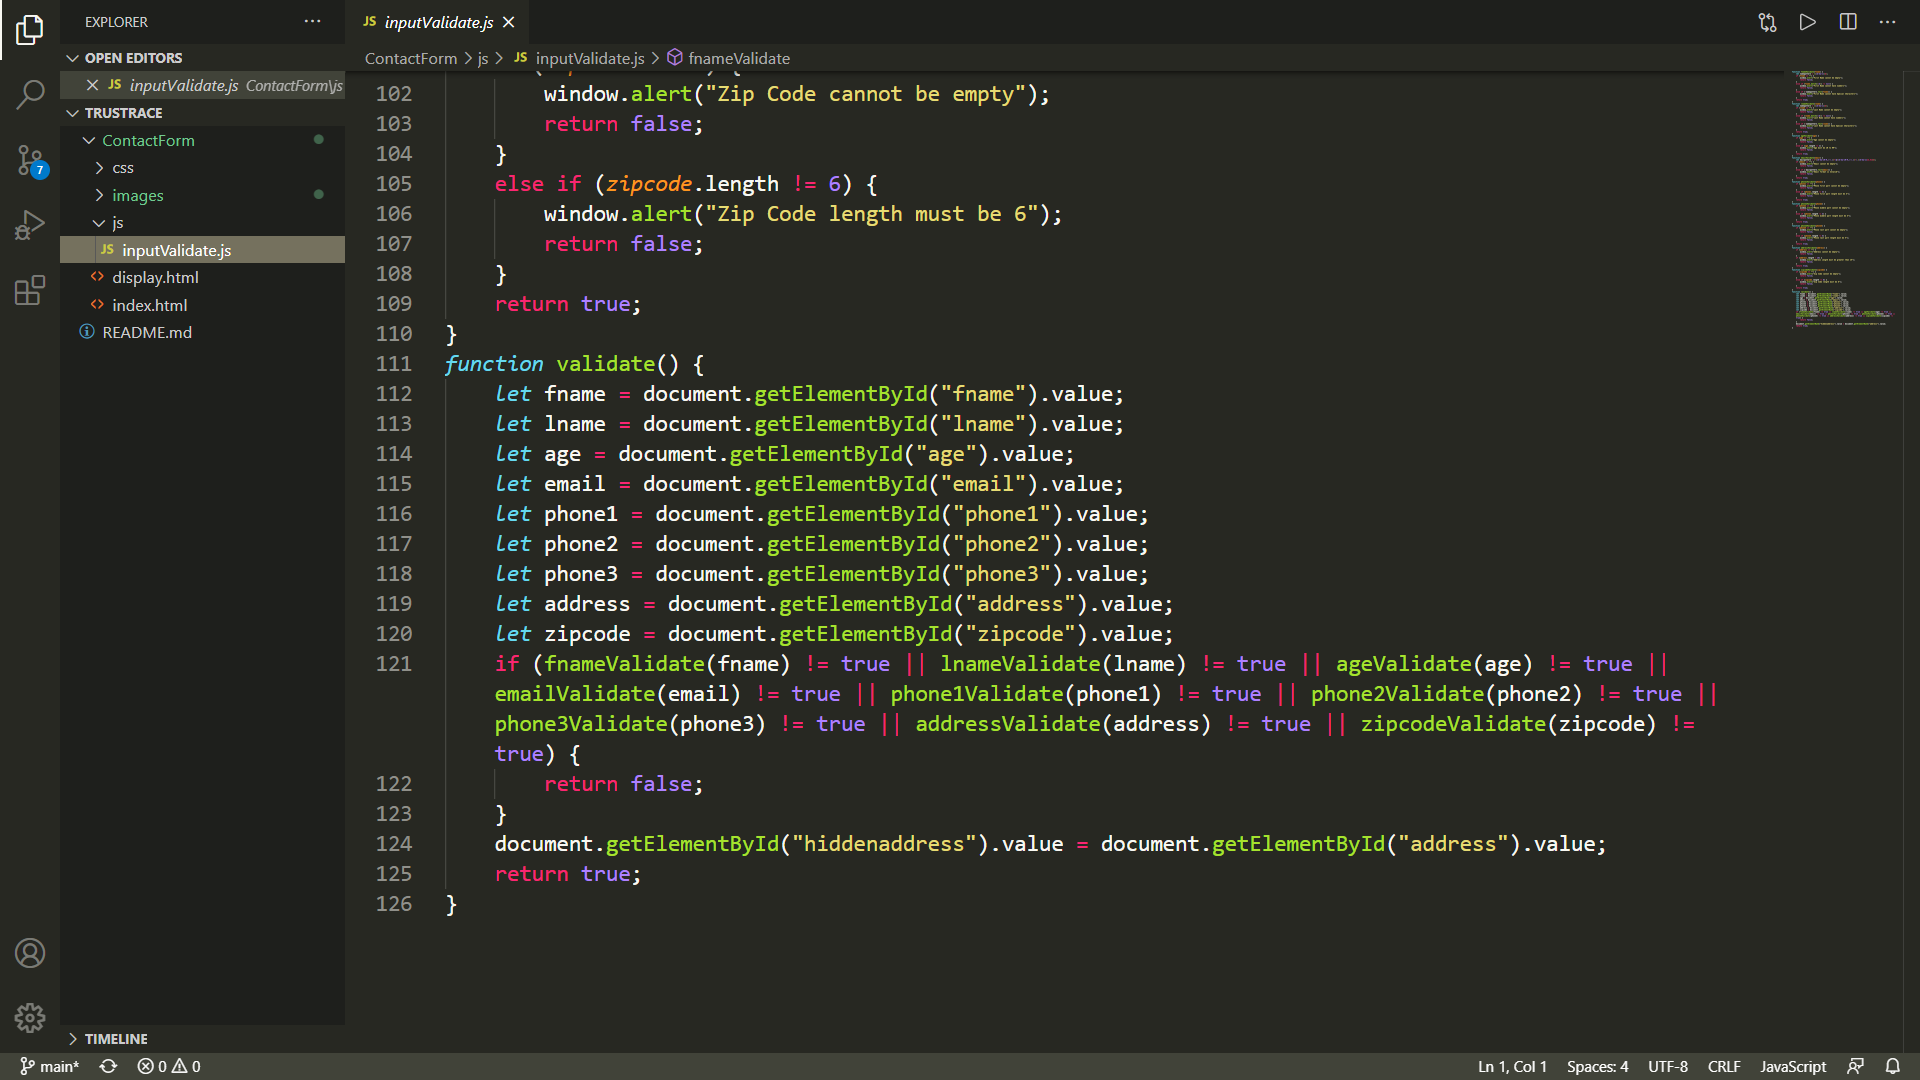 EXPLORER
OPEN EDITORS
JS inputValidate.js ContactForm\js
TRUSTRACE
ContactForm
css
images
js
JS inputValidate.js
<> display.html
<> index.html
README.md
TIMELINE
7
JS inputValidate.js
ContactForm > js > JS inputValidate.js > fnameValidate
102 window.alert("Zip Code cannot be empty");
103 return false;
104 }
105 else if (zipcode.length != 6) {
106 window.alert("Zip Code length must be 6");
107 return false;
108 }
109 return true;
110 }
111 function validate() {
112 let fname = document.getElementById("fname").value;
113 let lname = document.getElementById("lname").value;
114 let age = document.getElementById("age").value;
115 let email = document.getElementById("email").value;
116 let phone1 = document.getElementById("phone1").value;
117 let phone2 = document.getElementById("phone2").value;
118 let phone3 = document.getElementById("phone3").value;
119 let address = document.getElementById("address").value;
120 let zipcode = document.getElementById("zipcode").value;
121 if (fnameValidate(fname) != true || lnameValidate(lname) != true || ageValidate(age) != true ||
emailValidate(email) != true || phone1Validate(phone1) != true || phone2Validate(phone2) != true ||
phone3Validate(phone3) != true || addressValidate(address) != true || zipcodeValidate(zipcode) !=
true) {
122 return false;
123 }
124 document.getElementById("hiddenaddress").value = document.getElementById("address").value;
125 return true;
126 }
main* 0 0 Ln 1, Col 1 Spaces: 4 UTF-8 CRLF JavaScript